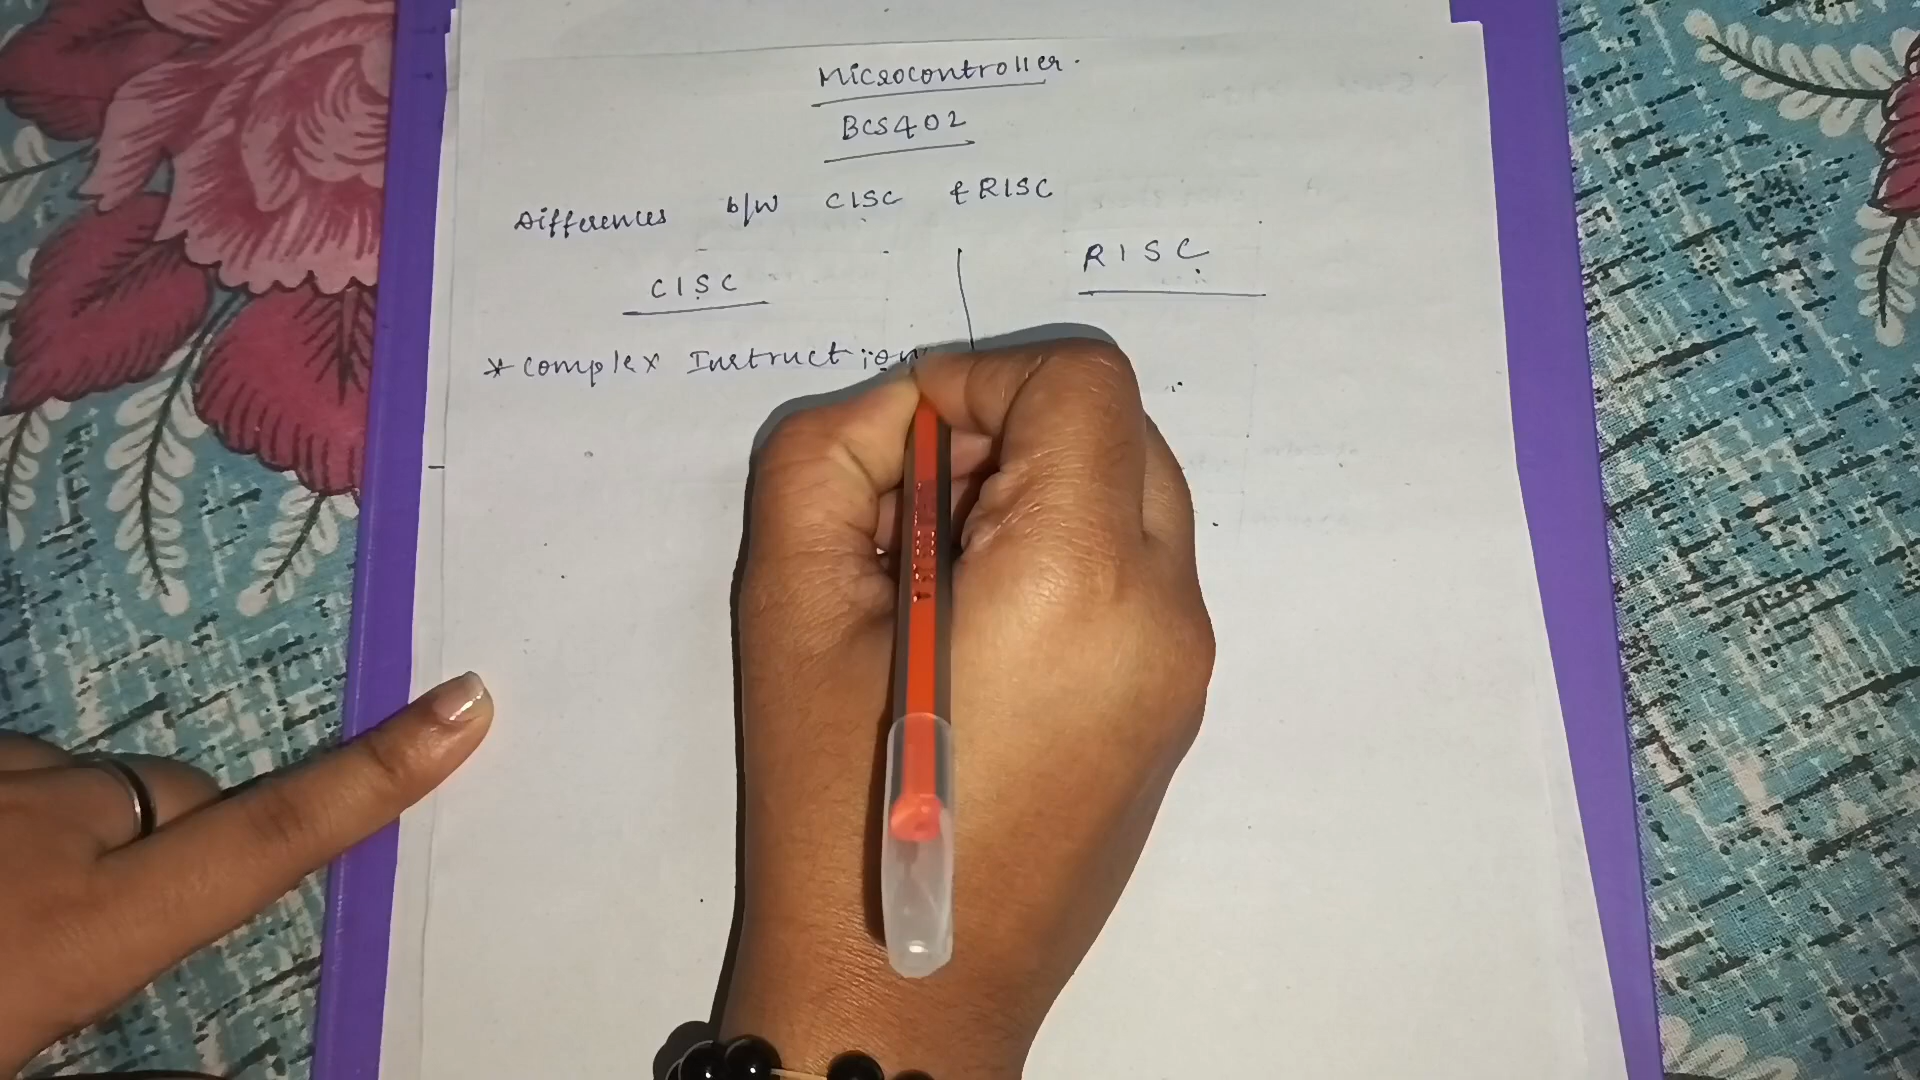 Microcontroller.
BCS402
Differences b/w CISC & RISC
CISC
RISC
* Complex Instruction